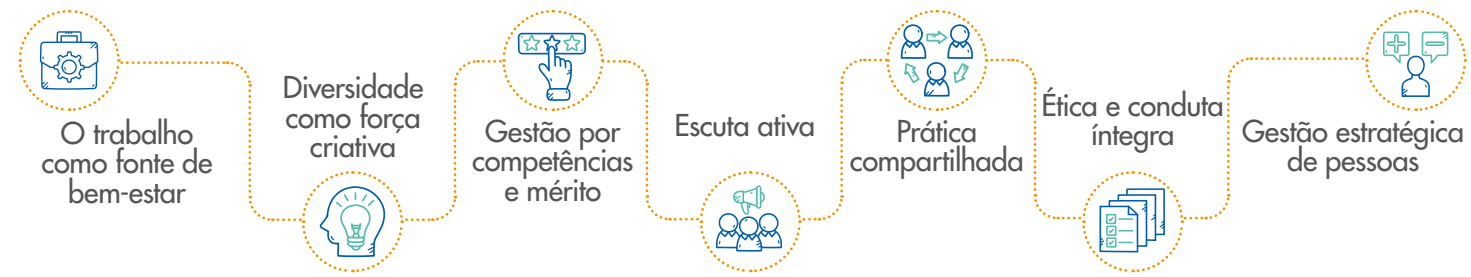 O trabalho
como fonte de
bem-estar
Diversidade
como força
criativa
Gestão por
competências
e mérito
Escuta ativa
Prática
compartilhada
Ética e conduta
íntegra
Gestão estratégica
de pessoas